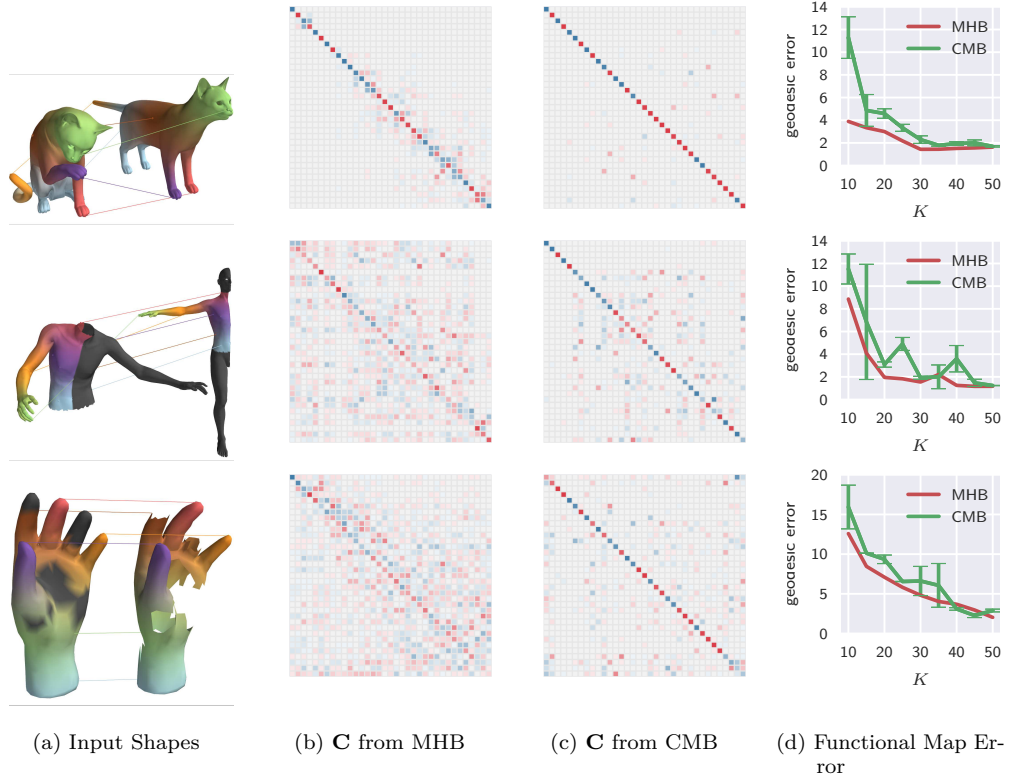 14
12
10
8
6
4
2
0
geodesic error
MHB
CMB
10 20 30 40 50
K
14
12
10
8
6
4
2
0
geodesic error
MHB
CMB
10 20 30 40 50
K
20
15
10
5
0
geodesic error
MHB
CMB
10 20 30 40 50
K
(a) Input Shapes
(b) C from MHB
(c) C from CMB
(d) Functional Map Er-
ror